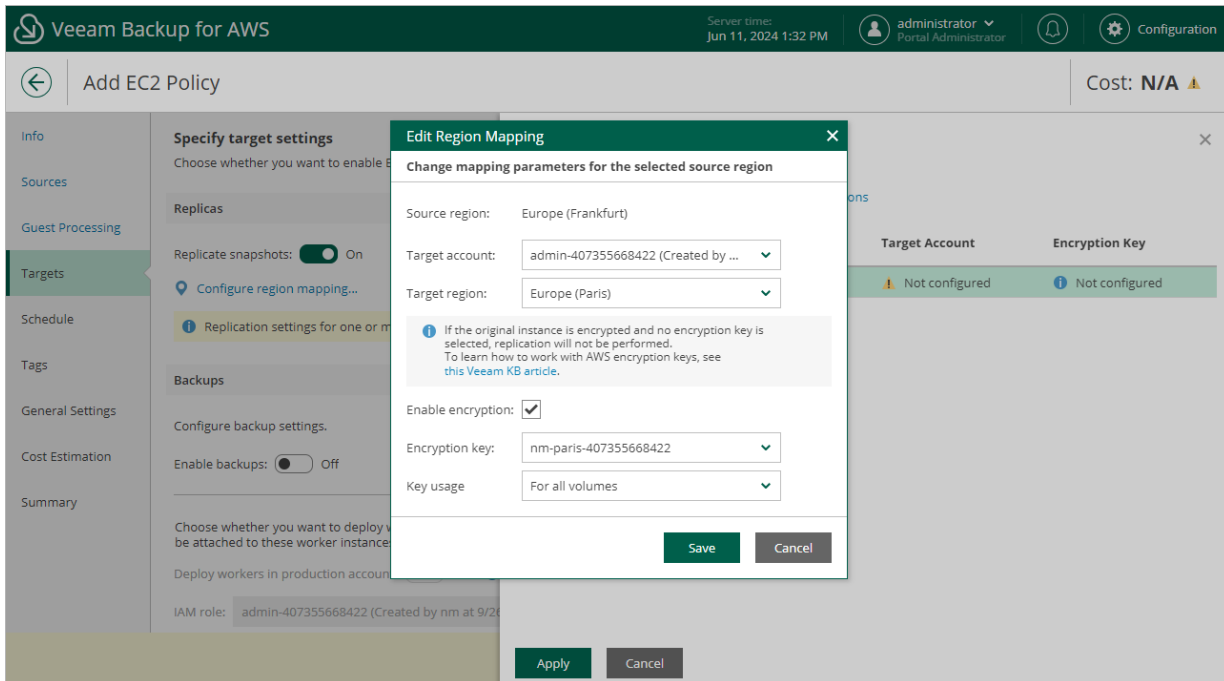 Veeam Backup for AWS
Server time:
Jun 11, 2024 1:32 PM
administrator
Portal Administrator
Configuration
Add EC2 Policy
Cost: N/A
Info
Sources
Guest Processing
Targets
Schedule
Tags
General Settings
Cost Estimation
Summary
Specify target settings
Choose whether you want to enable
Replicas
Replicate snapshots: On
Configure region mapping...
Replication settings for one or
Backups
Configure backup settings.
Enable backups: Off
Choose whether you want to deploy
be attached to these worker
Deploy workers in production
IAM role: admin-407355668422 (Created by nm at
Edit Region Mapping
Change mapping parameters for the selected source region
Source region: Europe (Frankfurt)
Target account: admin-407355668422 (Created by ...
Target region: Europe (Paris)
If the original instance is encrypted and no encryption key is
selected, replication will not be performed.
To learn how to work with AWS encryption keys, see
this Veeam KB article.
Enable encryption:
Encryption key: nm-paris-407355668422
Key usage For all volumes
Save Cancel
Target Account Encryption Key
Not configured Not configured
Apply Cancel